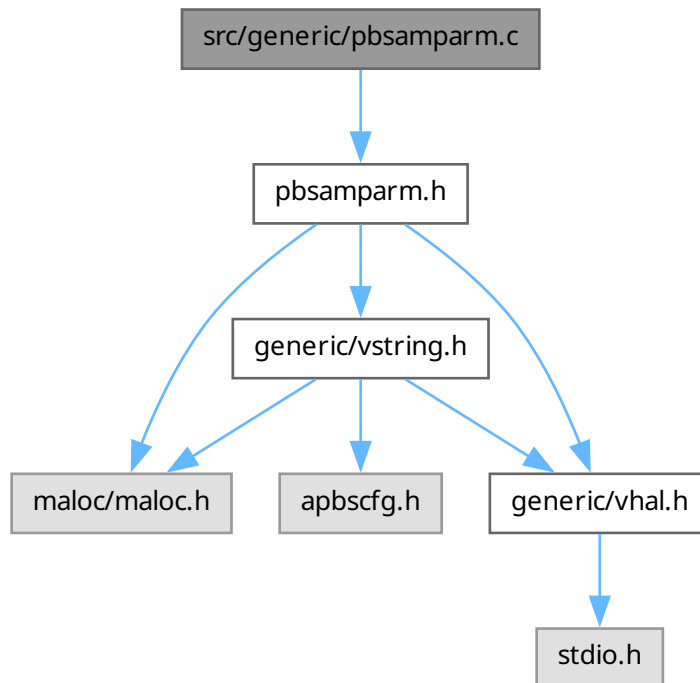 src/generic/pbsamparm.c
pbsamparm.h
generic/vstring.h
maloc/maloc.h
apbscfg.h
generic/vhal.h
stdio.h